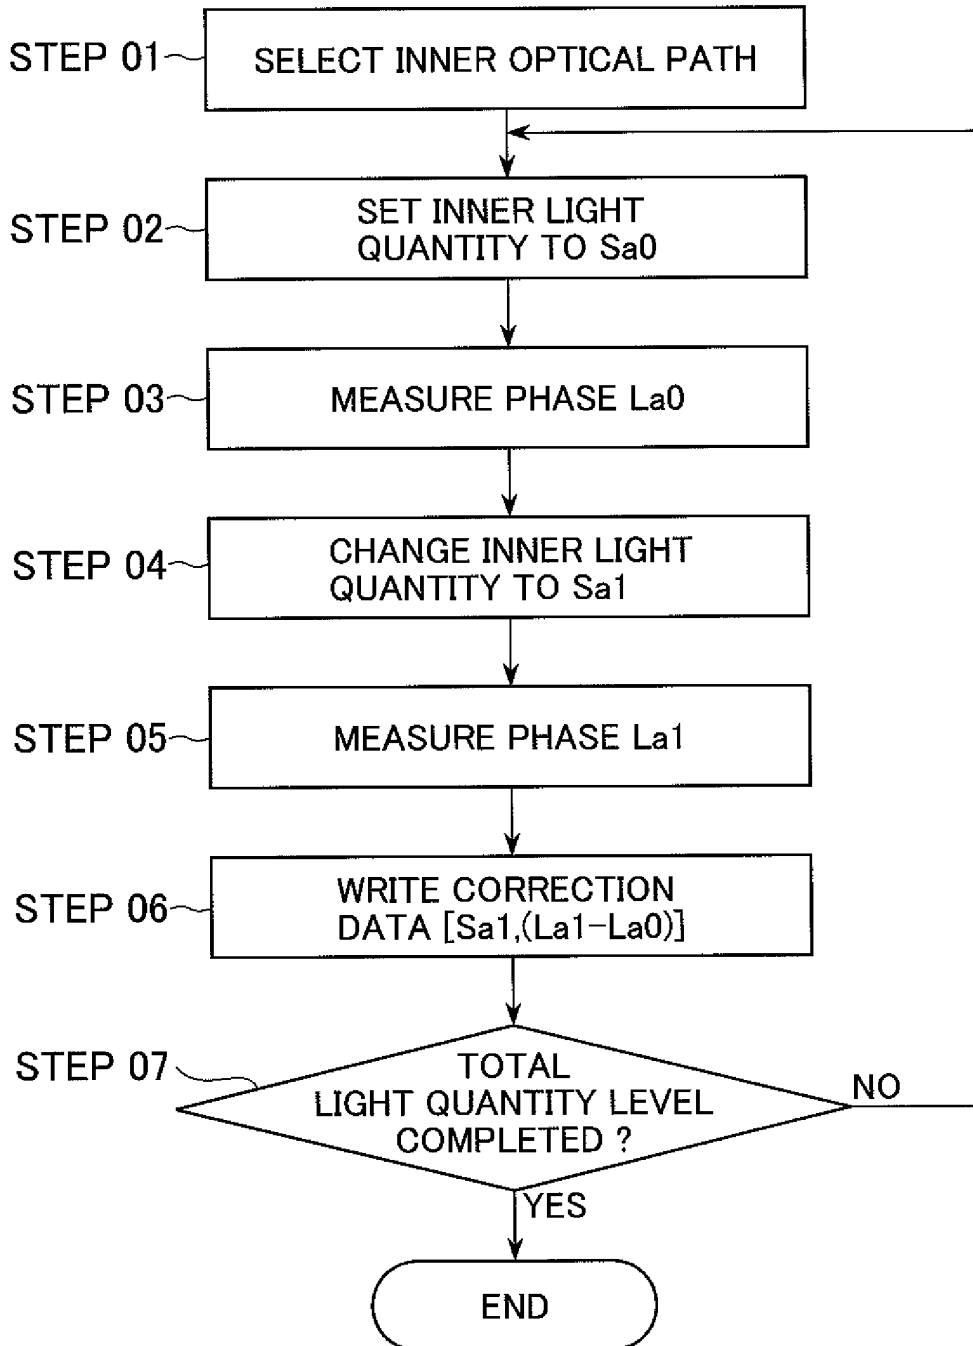 STEP 01
SELECT INNER OPTICAL PATH
STEP 02
SET INNER LIGHT
QUANTITY TO Sa0
STEP 03
MEASURE PHASE La0
STEP 04
CHANGE INNER LIGHT
QUANTITY TO Sa1
STEP 05
MEASURE PHASE La1
STEP 06
WRITE CORRECTION
DATA [Sa1,(La1-La0)]
STEP 07
TOTAL
LIGHT QUANTITY LEVEL
COMPLETED ?
NO
YES
END